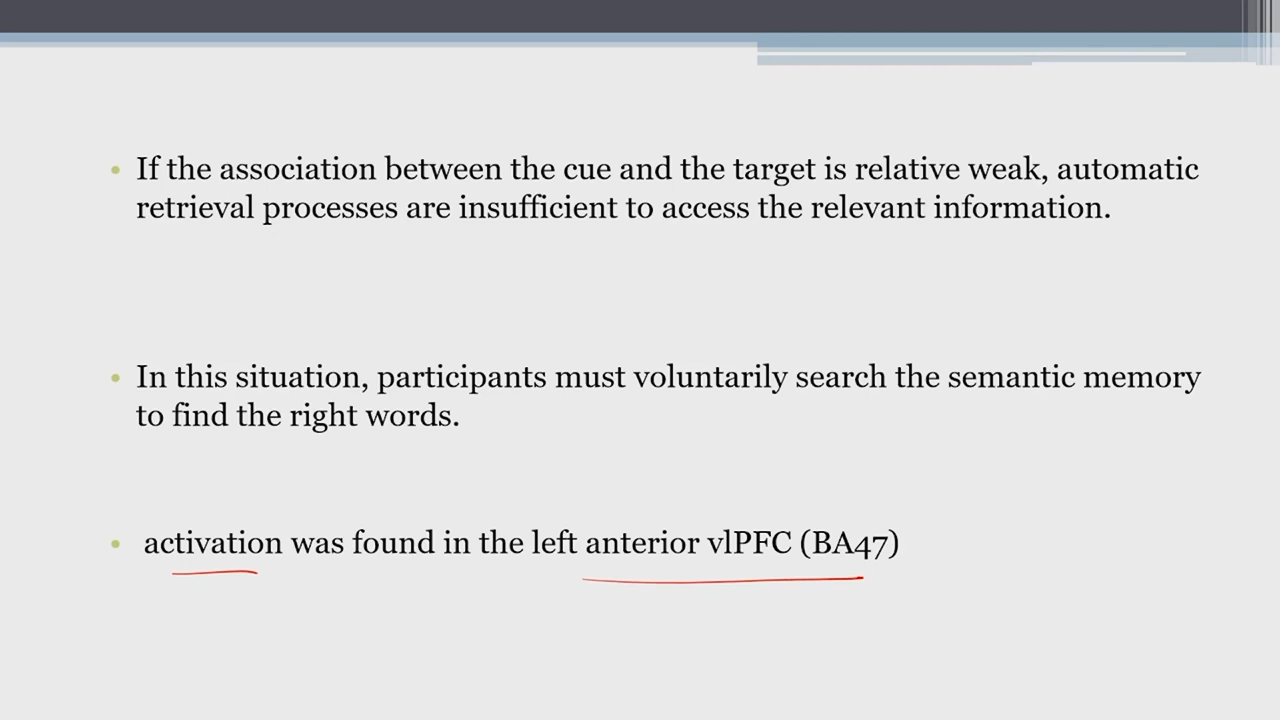 • If the association between the cue and the target is relative weak, automatic
retrieval processes are insufficient to access the relevant information.
• In this situation, participants must voluntarily search the semantic memory
to find the right words.
• activation was found in the left anterior vlPFC (BA47)